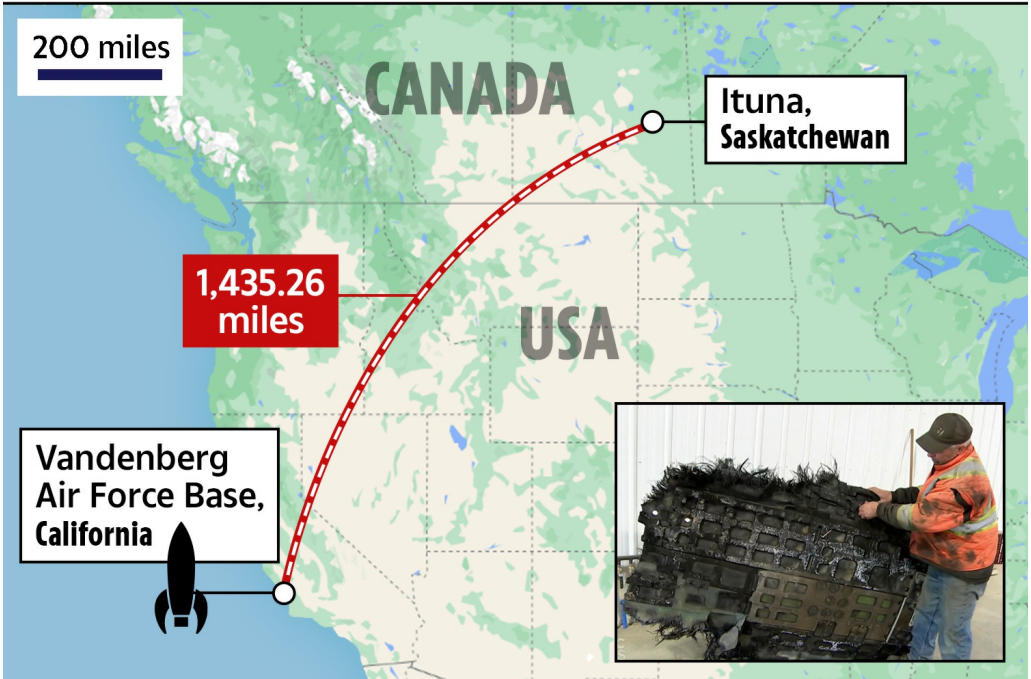 200 miles
CANADA
Ituna,
Saskatchewan
1,435.26
miles
USA
Vandenberg
Air Force Base,
California